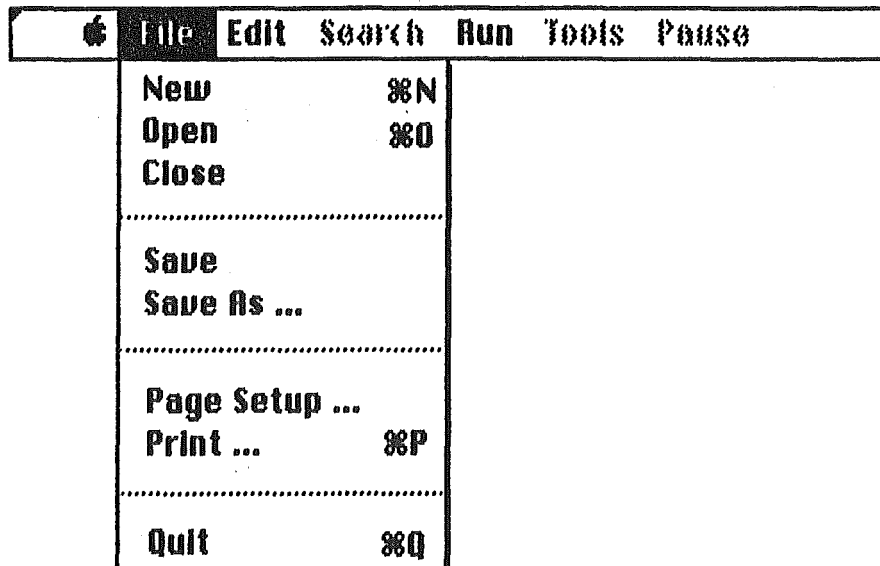 File Edit Search Run Tools Pause
New ⌘N
Open ⌘O
Close
Save
Save As ...
Page Setup ...
Print ... ⌘P
Quit ⌘Q